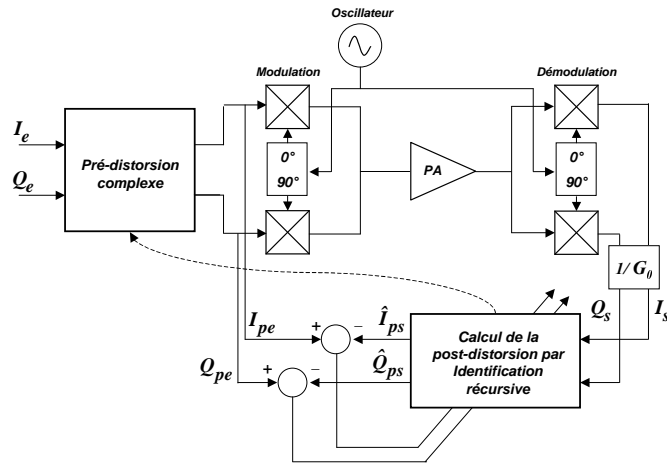 Oscillateur
Modulation
Démodulation
I_e
Q_e
Pré-distorsion
complexe
0°
90°
PA
0°
90°
1/G_0
Q_s
I_s
I_pe
Q_pe
+
−
+
−
Î_ps
Q̂_ps
Calcul de la
post-distorsion par
Identification
récursive